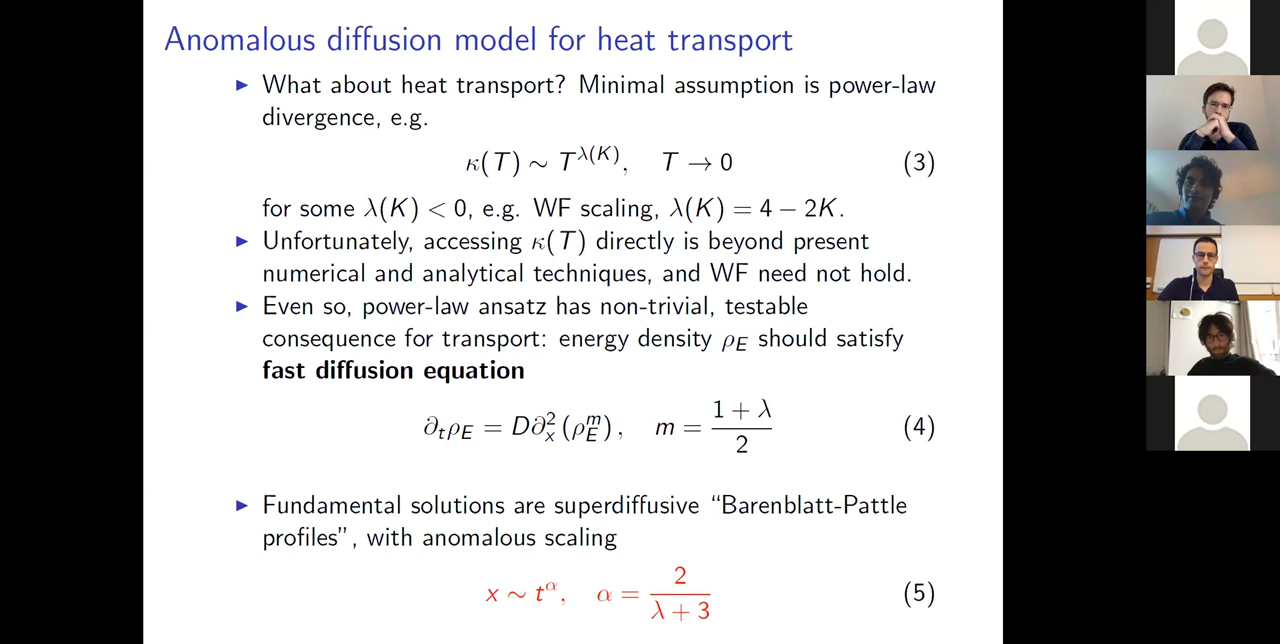 Anomalous diffusion model for heat transport
▶ What about heat transport? Minimal assumption is power-law
divergence, e.g.
κ(T) ∼ T^{λ(K)}, T → 0 (3)
for some λ(K) < 0, e.g. WF scaling, λ(K) = 4 − 2K.
▶ Unfortunately, accessing κ(T) directly is beyond present
numerical and analytical techniques, and WF need not hold.
▶ Even so, power-law ansatz has non-trivial, testable
consequence for transport: energy density ρ_E should satisfy
fast diffusion equation
∂_t ρ_E = D∂_x^2 (ρ_E^m), m = \frac{1 + λ}{2} (4)
▶ Fundamental solutions are superdiffusive “Barenblatt-Pattle
profiles”, with anomalous scaling
x ∼ t^α, α = \frac{2}{λ + 3} (5)